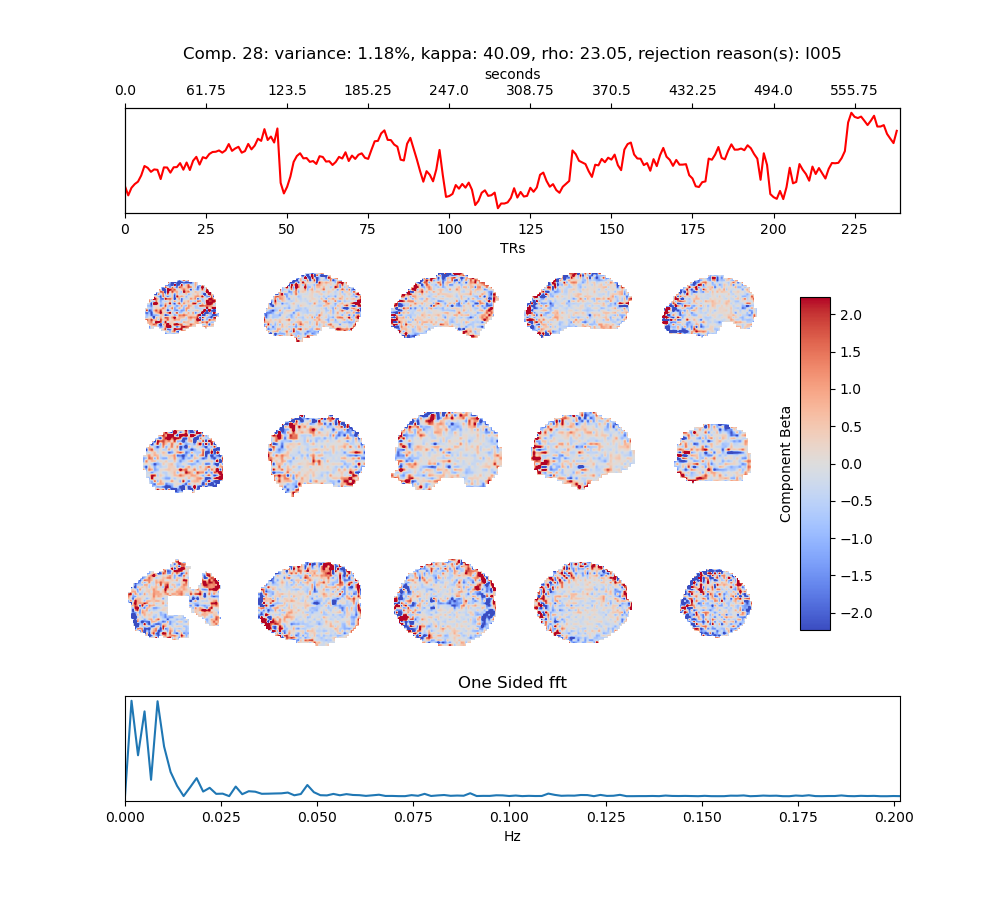 Comp. 28: variance: 1.18%, kappa: 40.09, rho: 23.05, rejection reason(s): I005
seconds
0.0 61.75 123.5 185.25 247.0 308.75 370.5 432.25 494.0 555.75
0 25 50 75 100 125 150 175 200 225
TRs
Component Beta
2.0
1.5
1.0
0.5
0.0
−0.5
−1.0
−1.5
−2.0
One Sided fft
0.000 0.025 0.050 0.075 0.100 0.125 0.150 0.175 0.200
Hz